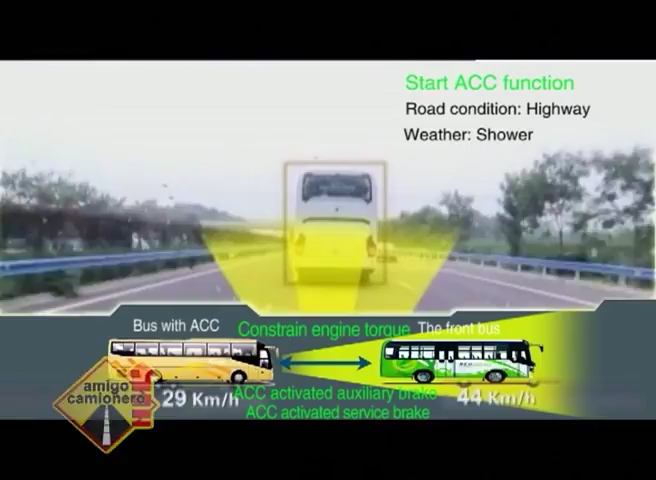 Start ACC function
Road condition: Highway
Weather: Shower
Bus with ACC
Constrain engine torque
The front bus
29 Km/h
ACC activated auxiliary brake
ACC activated service brake
44 Km/h
amigo
camionero